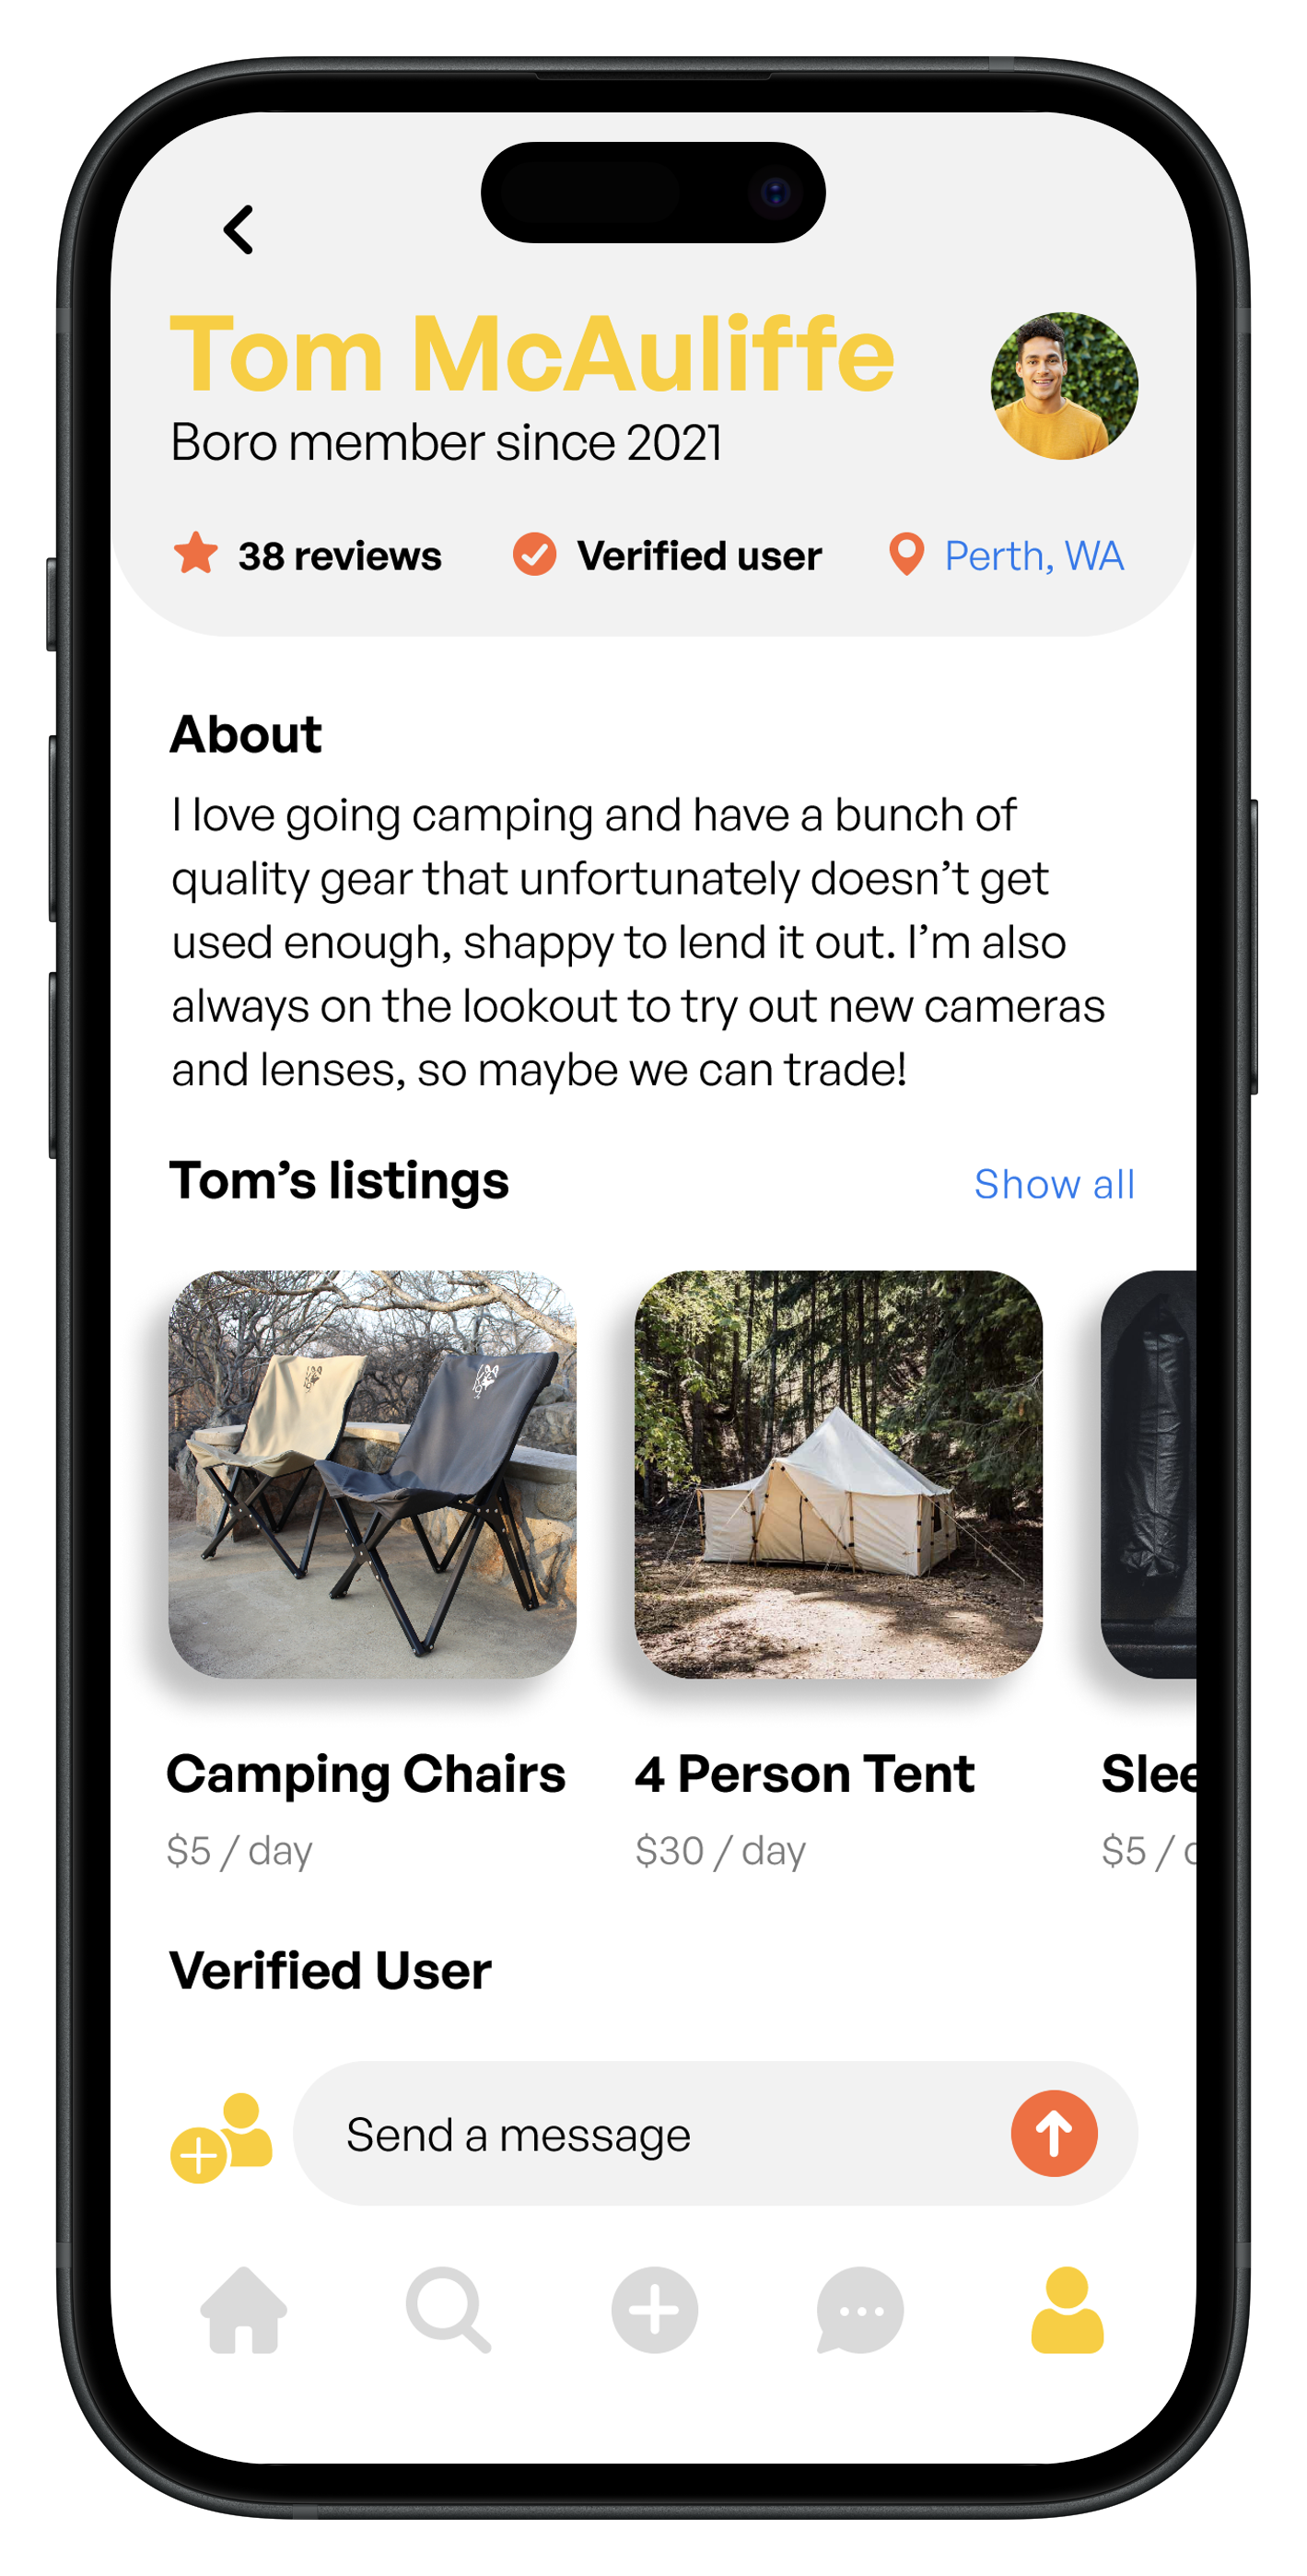 Tom McAuliffe
Boro member since 2021
38 reviews Verified user Perth, WA
About
I love going camping and have a bunch of
quality gear that unfortunately doesn’t get
used enough, shappy to lend it out. I’m also
always on the lookout to try out new cameras
and lenses, so maybe we can trade!
Tom’s listings Show all
Camping Chairs 4 Person Tent Slee
$5 / day $30 / day $5 /
Verified User
Send a message